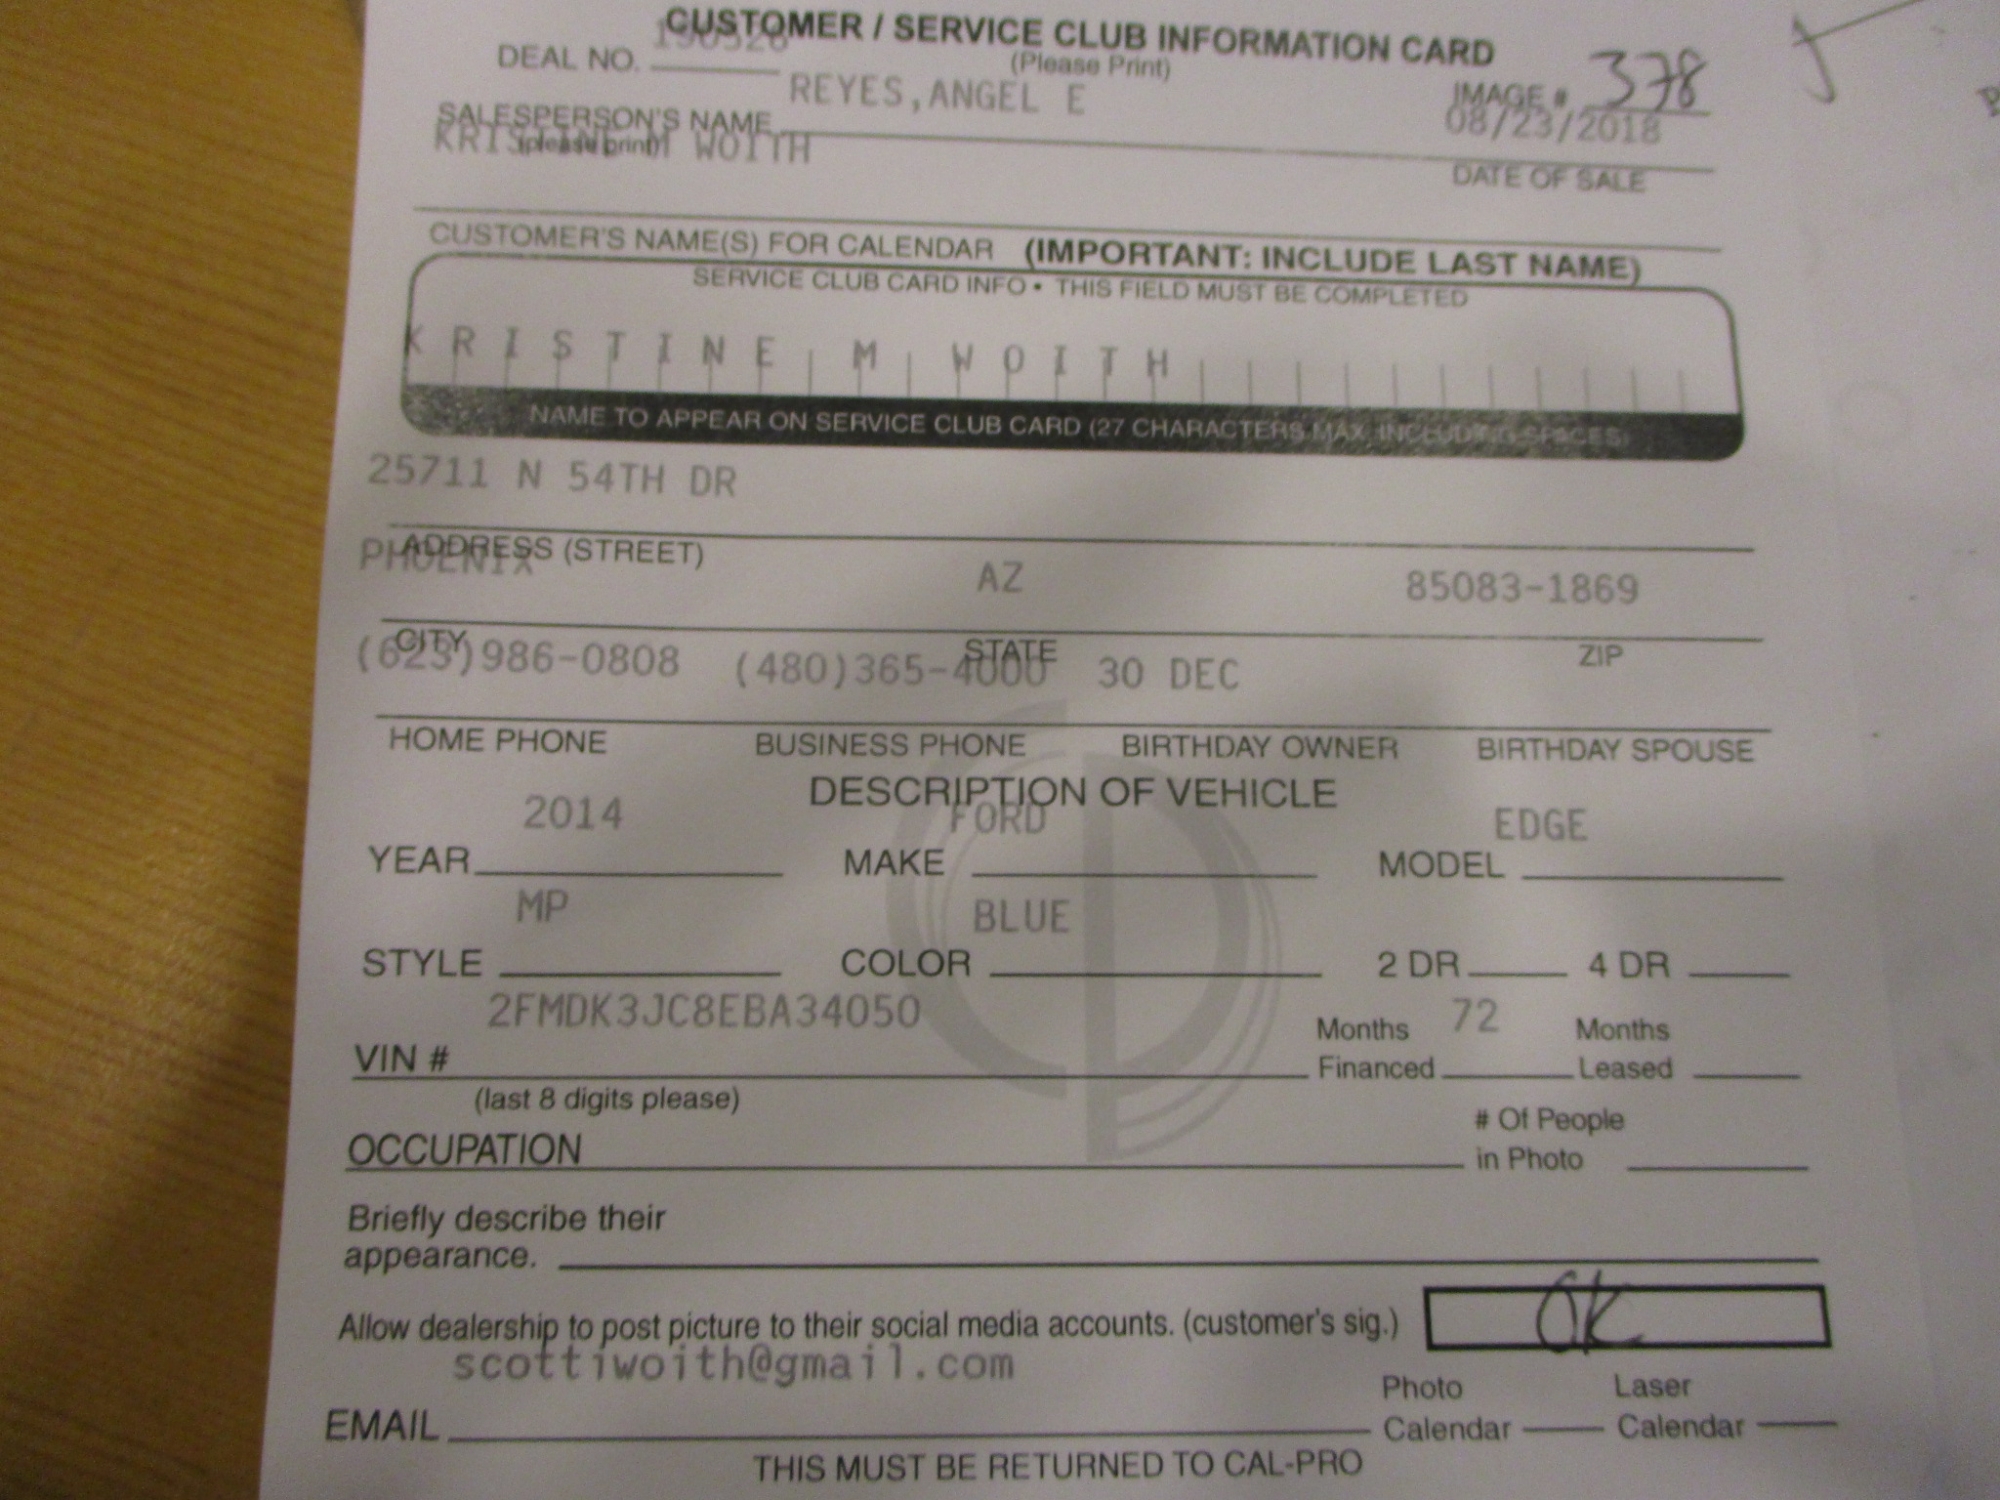 CUSTOMER / SERVICE CLUB INFORMATION CARD
(Please Print)
DEAL NO. 190526
IMAGE # 378
REYES,ANGEL E
SALESPERSON'S NAME
(please print)
08/23/2018
DATE OF SALE
KRISTINE M WOITH
CUSTOMER'S NAME(S) FOR CALENDAR (IMPORTANT: INCLUDE LAST NAME)
SERVICE CLUB CARD INFO • THIS FIELD MUST BE COMPLETED
KRISTINE M WOITH
NAME TO APPEAR ON SERVICE CLUB CARD (27 CHARACTERS MAX. INCLUDING SPACES)
25711 N 54TH DR
ADDRESS (STREET)
PHOENIX AZ 85083-1869
CITY STATE ZIP
(623)986-0808 (480)365-4000 30 DEC
HOME PHONE BUSINESS PHONE BIRTHDAY OWNER BIRTHDAY SPOUSE
DESCRIPTION OF VEHICLE
2014 FORD EDGE
YEAR MAKE MODEL
MP BLUE
STYLE COLOR 2 DR 4 DR
2FMDK3JC8EBA34050
VIN #
(last 8 digits please)
Months Financed 72 Months Leased
OCCUPATION
# Of People in Photo
Briefly describe their
appearance.
Allow dealership to post picture to their social media accounts. (customer's sig.) OK
scottiwoith@gmail.com
EMAIL
Photo Calendar Laser Calendar
THIS MUST BE RETURNED TO CAL-PRO